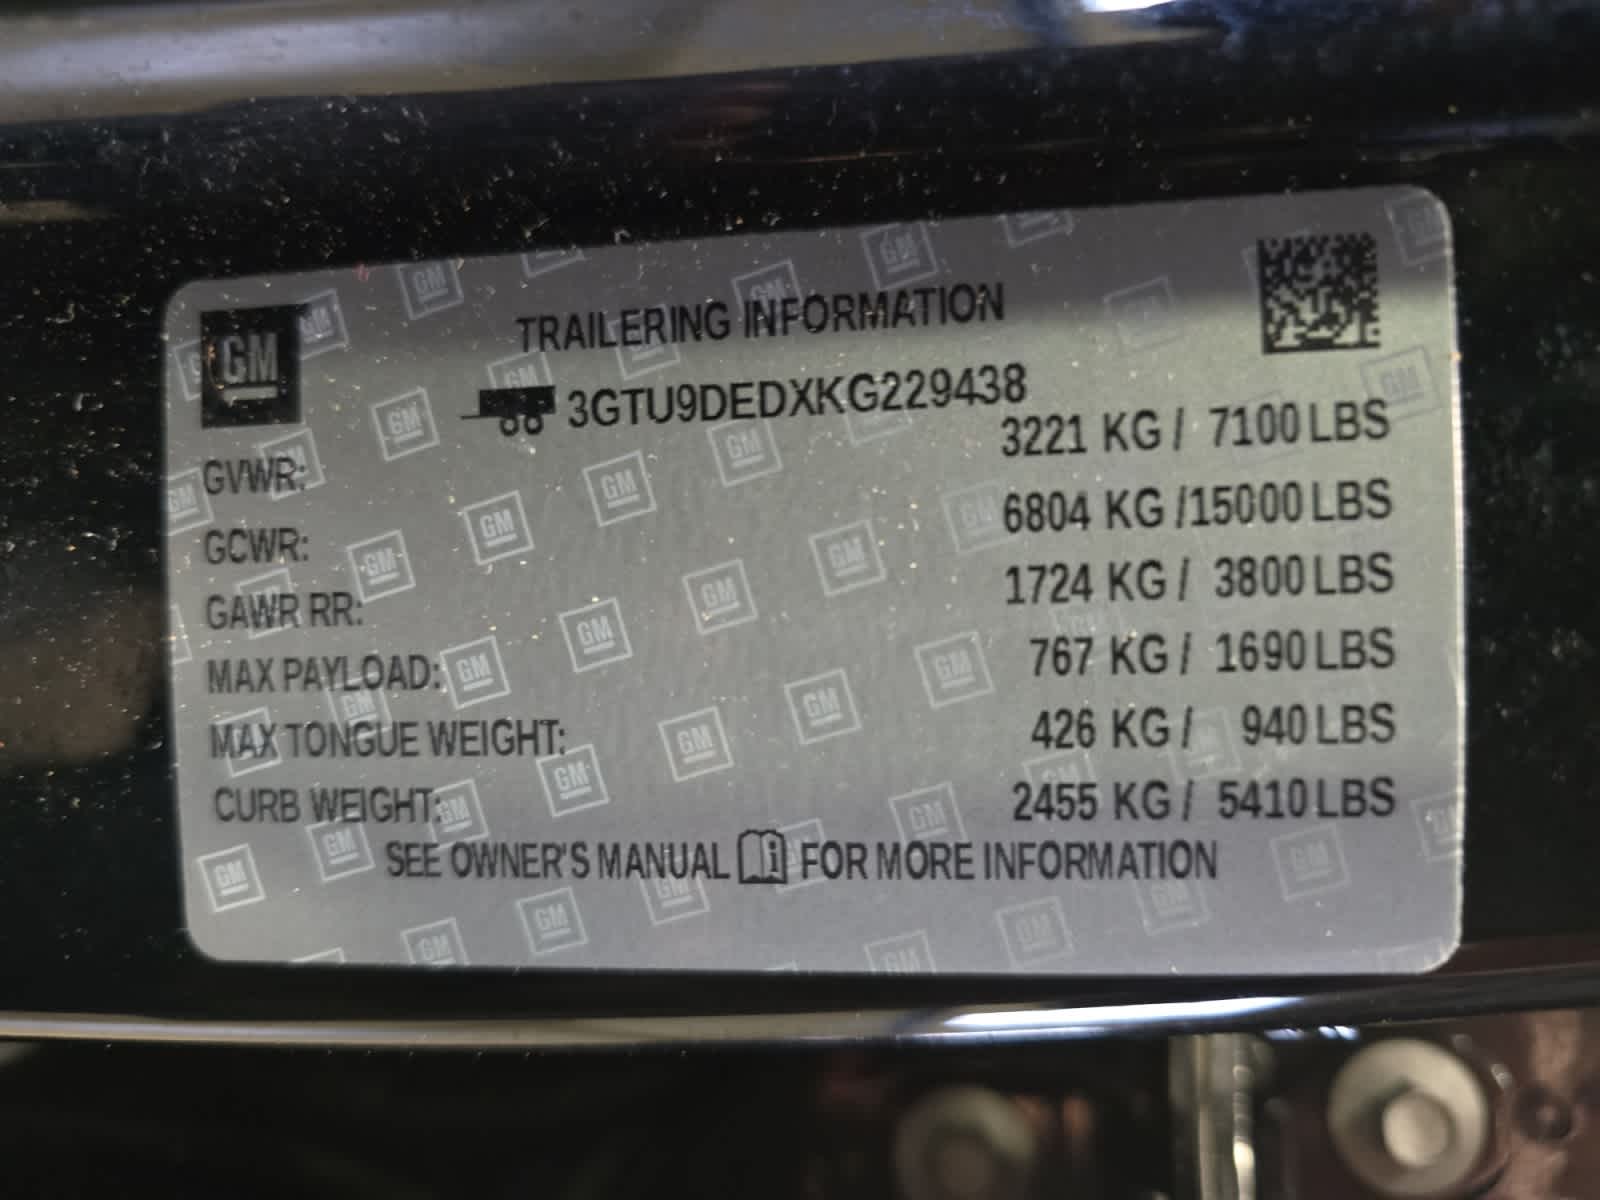 GM
TRAILERING INFORMATION
3GTU9DEDXKG229438
GVWR: 3221 KG / 7100 LBS
GCWR: 6804 KG /15000 LBS
GAWR RR: 1724 KG / 3800 LBS
MAX PAYLOAD: 767 KG / 1690 LBS
MAX TONGUE WEIGHT: 426 KG / 940 LBS
CURB WEIGHT: 2455 KG / 5410 LBS
SEE OWNER'S MANUAL i FOR MORE INFORMATION